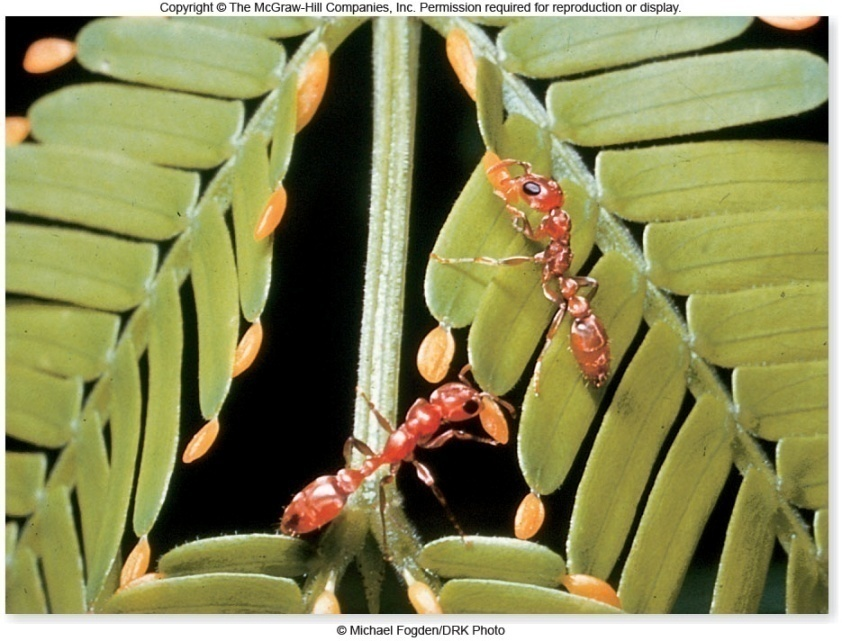 Copyright © The McGraw-Hill Companies, Inc. Permission required for reproduction or display.
© Michael Fogden/DRK Photo